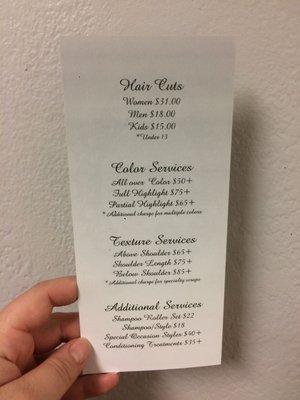 Hair Cuts
Women $31.00
Men $18.00
Kids $15.00
*Under 13
Color Services
All over Color $50+
Full Highlight $75+
Partial Highlight $65+
* Additional charge for multiple colors
Texture Services
Above Shoulder $65+
Shoulder Length $75+
Below Shoulder $85+
* Additional charge for specialty wraps
Additional Services
Shampoo Roller Set $22
Shampoo/Style $18
Special Occasion Styles $40+
Conditioning Treatments $35+